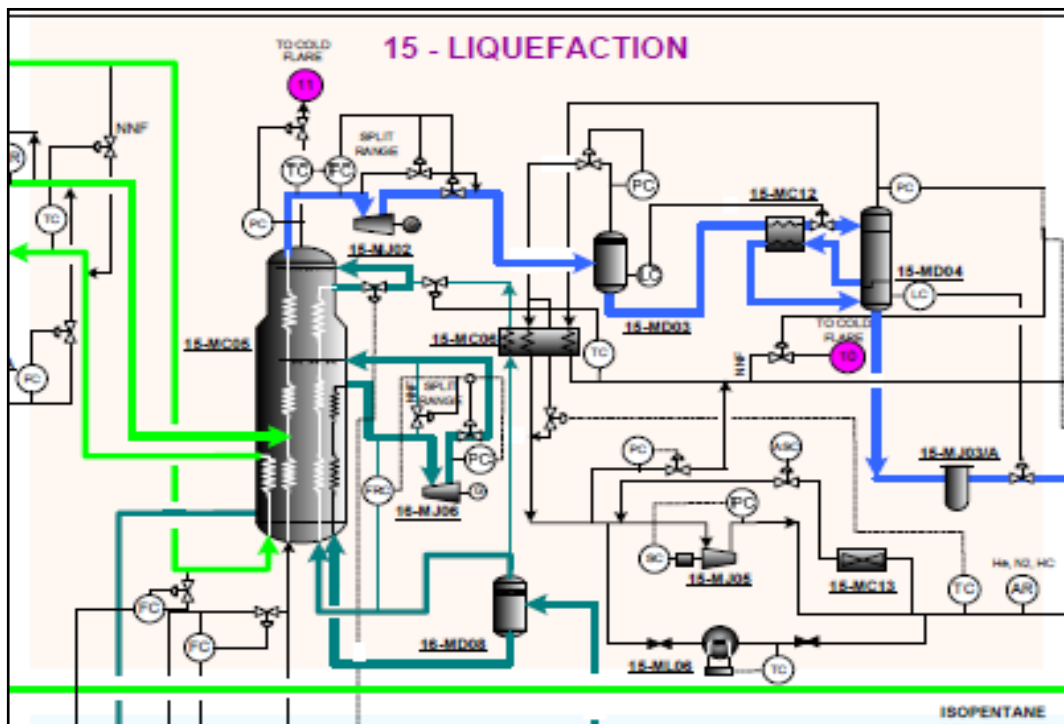 15 - LIQUEFACTION
TO COLD
FLARE
11
NNF
SPLIT
RANGE
TC
FC
PC
15-MC12
PC
PC
TC
15-MJ02
LC
15-MD04
LC
15-MD03
TO COLD
FLARE
10
15-MC05
15-MC06
TC
NNF
NNF
SPLIT
RANGE
PC
PC
ASC
15-MJ03/A
FRC
16-MJ06
G
PC
SC
15-MJ05
15-MC13
TC
He, N2, HC
AR
FC
FC
16-MD08
15-ML06
TC
ISOPENTANE